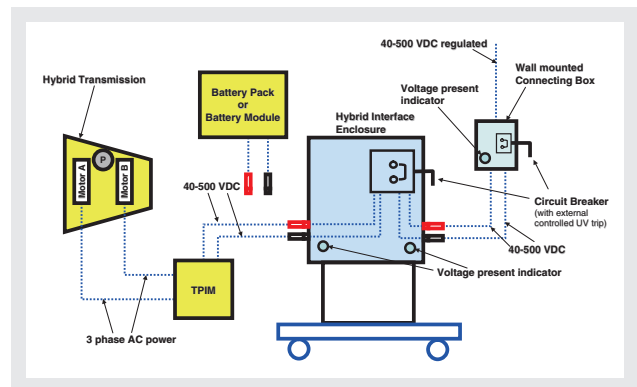 40-500 VDC regulated
Wall mounted
Connecting Box
Hybrid Transmission
Voltage present
indicator
Battery Pack
or
Battery Module
Hybrid Interface
Enclosure
P
Motor A
Motor B
40-500 VDC
Circuit Breaker
(with external
controlled UV trip)
40-500 VDC
Voltage present indicator
TPIM
3 phase AC power